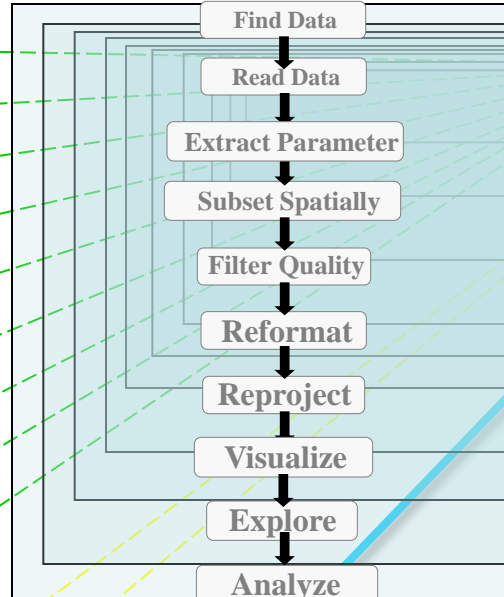 Find Data
Read Data
Extract Parameter
Subset Spatially
Filter Quality
Reformat
Reproject
Visualize
Explore
Analyze